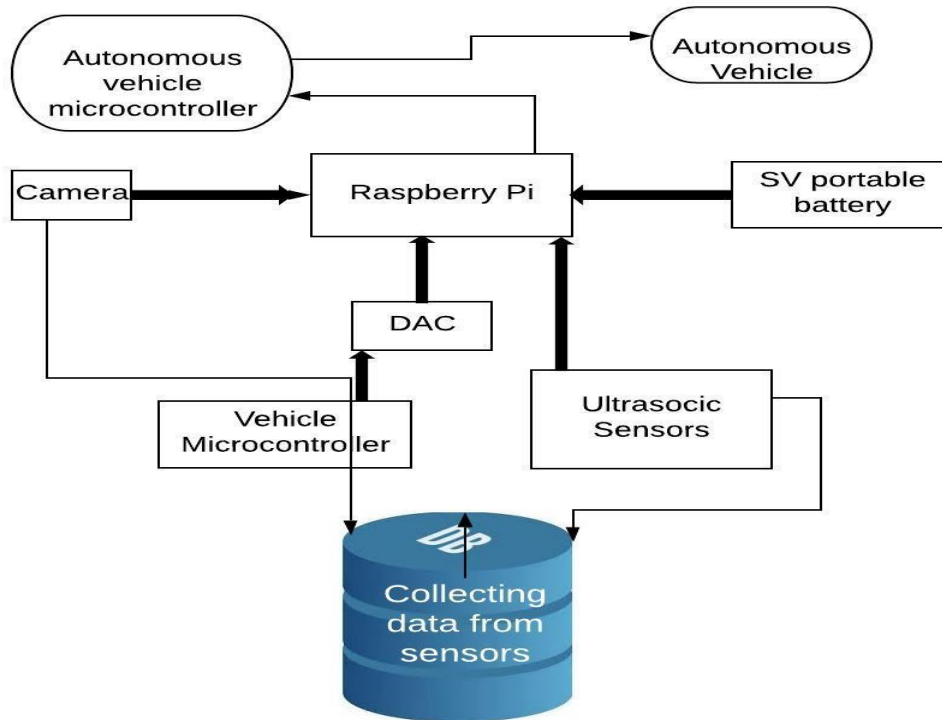 Autonomous
vehicle
microcontroller
Autonomous
Vehicle
Camera
Raspberry Pi
SV portable
battery
DAC
Vehicle
Microcontroller
Ultrasocic
Sensors
DB
Collecting
data from
sensors